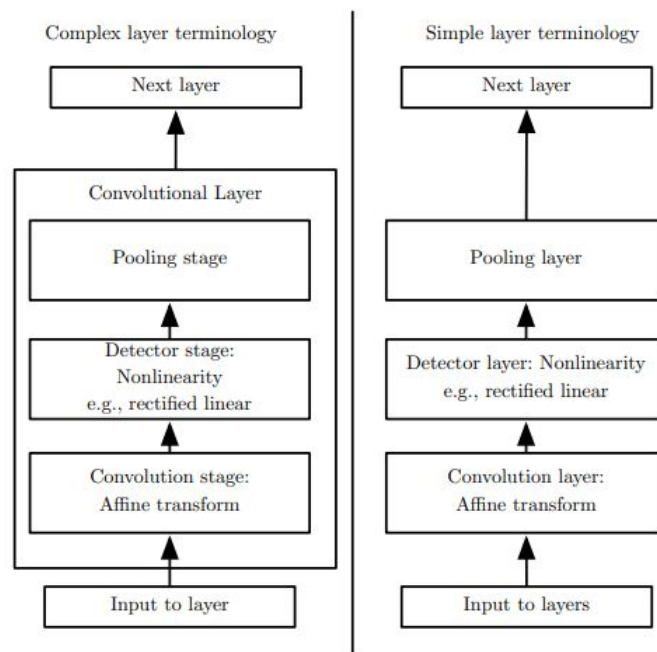 Complex layer terminology
Next layer
Convolutional Layer
Pooling stage
Detector stage:
Nonlinearity
e.g., rectified linear
Convolution stage:
Affine transform
Input to layer
Simple layer terminology
Next layer
Pooling layer
Detector layer: Nonlinearity
e.g., rectified linear
Convolution layer:
Affine transform
Input to layers